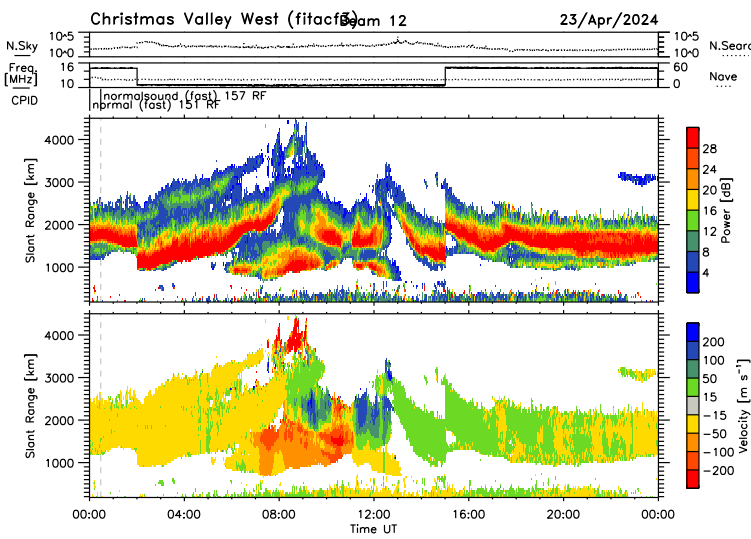 Christmas Valley West (fitacf3) Beam 12 23/Apr/2024
N.Sky 10^5 10^0 10^5 10^0 N.Searc
Freq [MHz] 16 10 60 0 Nave
CPID normalsound (fast) 157 RF
normal (fast) 151 RF
Slant Range [km]
4000
3000
2000
1000
28
24
20
16
12
8
4
Power [dB]
Slant Range [km]
4000
3000
2000
1000
200
100
50
15
-15
-50
-100
-200
Velocity [m s⁻¹]
00:00 04:00 08:00 12:00 16:00 20:00 00:00
Time UT